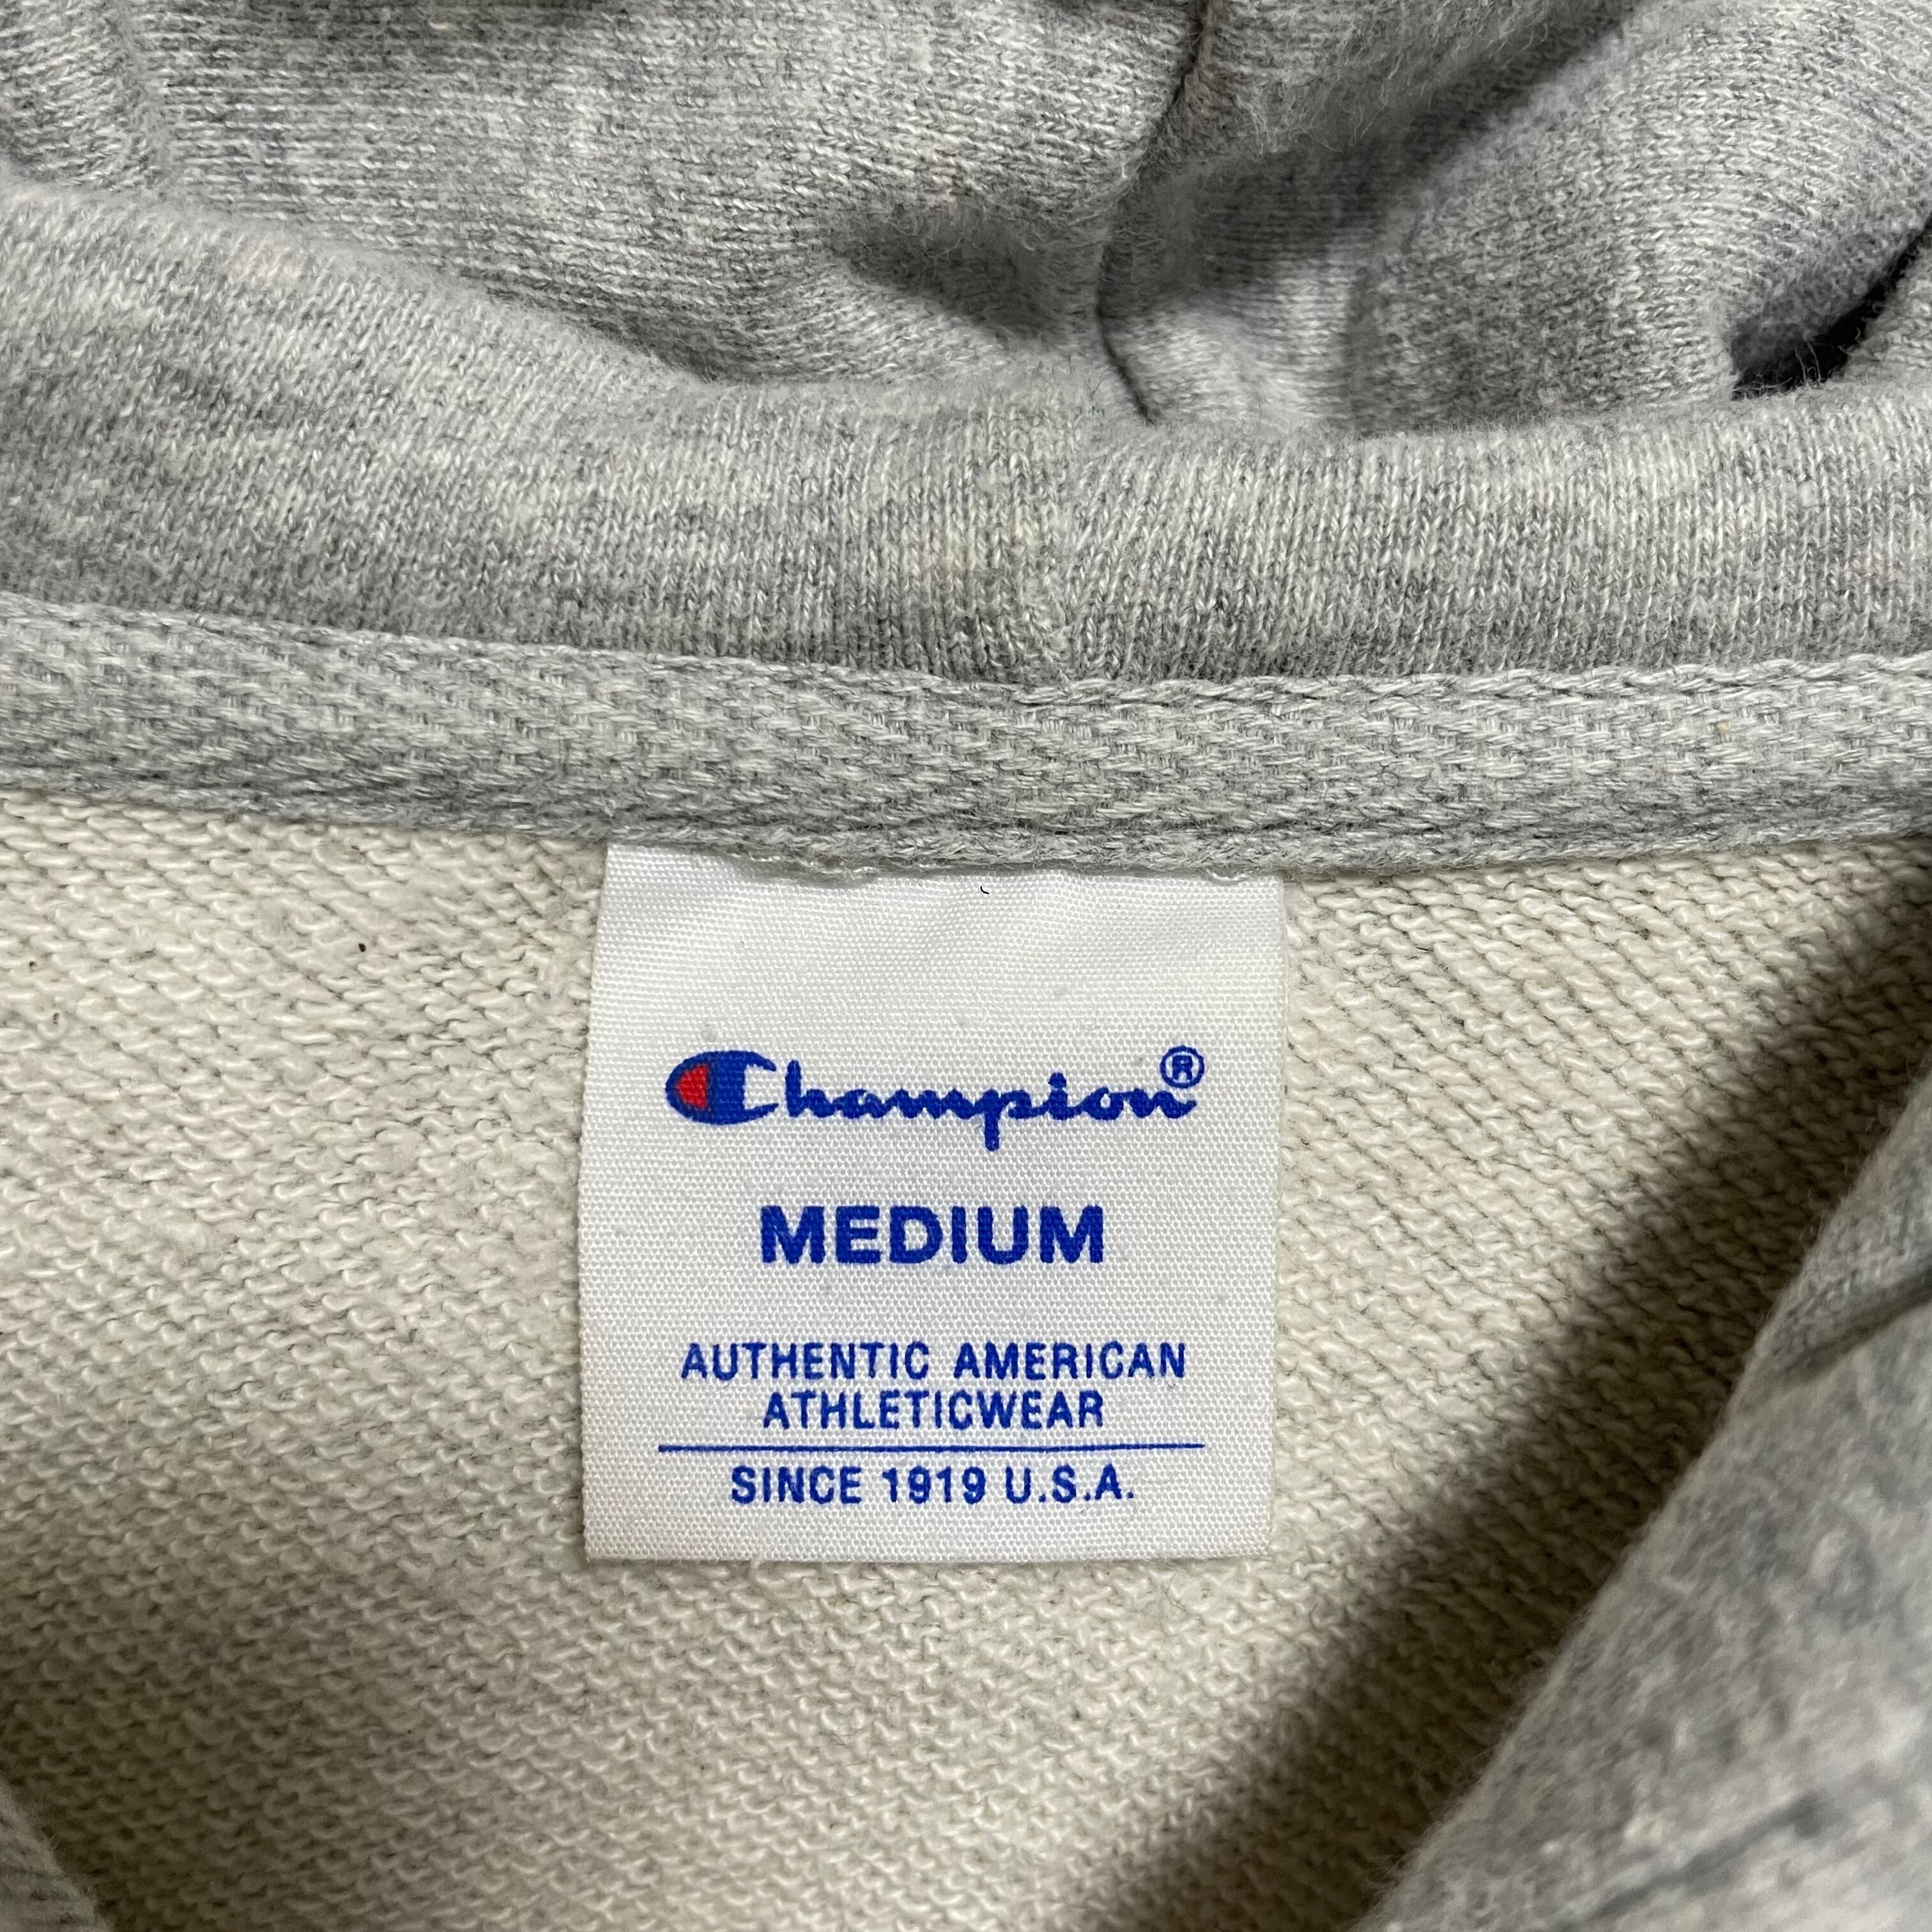 Champion®
MEDIUM
AUTHENTIC AMERICAN
ATHLETICWEAR
SINCE 1919 U.S.A.